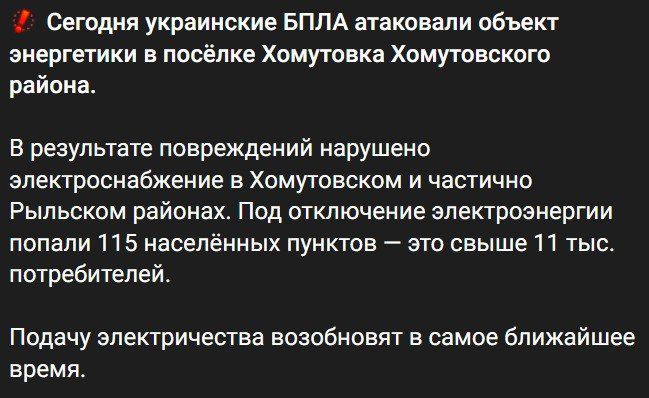 ❗ Сегодня украинские БПЛА атаковали объект
энергетики в посёлке Хомутовка Хомутовского
района.
В результате повреждений нарушено
электроснабжение в Хомутовском и частично
Рыльском районах. Под отключение электроэнергии
попали 115 населённых пунктов — это свыше 11 тыс.
потребителей.
Подачу электричества возобновят в самое ближайшее
время.